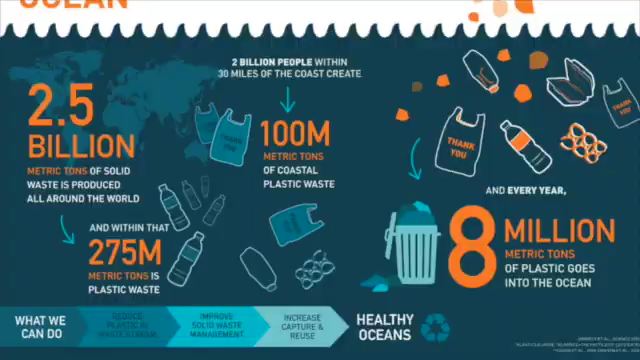 OCEAN
2 BILLION PEOPLE WITHIN
30 MILES OF THE COAST CREATE
2.5
BILLION
METRIC TONS OF SOLID
WASTE IS PRODUCED
ALL AROUND THE WORLD
THANK
YOU
100M
METRIC TONS
OF COASTAL
PLASTIC WASTE
AND WITHIN THAT
275M
METRIC TONS IS
PLASTIC WASTE
THANK
YOU
THANK
YOU
AND EVERY YEAR,
8 MILLION
METRIC TONS
OF PLASTIC GOES
INTO THE OCEAN
WHAT WE
CAN DO
REDUCE
PLASTIC IN
WASTE STREAM
IMPROVE
SOLID WASTE
MANAGEMENT
INCREASE
CAPTURE &
REUSE
HEALTHY
OCEANS